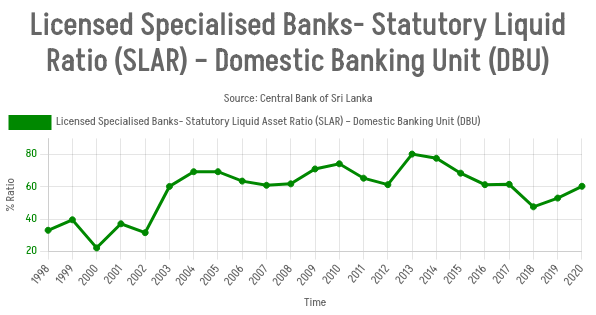 Licensed Specialised Banks- Statutory Liquid
Ratio (SLAR) – Domestic Banking Unit (DBU)
Source: Central Bank of Sri Lanka
Licensed Specialised Banks- Statutory Liquid Asset Ratio (SLAR) – Domestic Banking Unit (DBU)
80
60
40
20
% Ratio
1998 1999 2000 2001 2002 2003 2004 2005 2006 2007 2008 2009 2010 2011 2012 2013 2014 2015 2016 2017 2018 2019 2020
Time